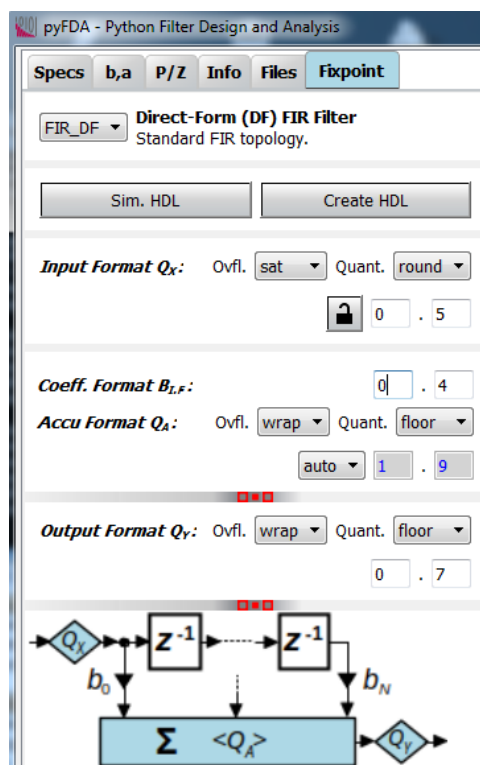 pyFDA - Python Filter Design and Analysis
Specs b,a P/Z Info Files Fixpoint
FIR_DF Direct-Form (DF) FIR Filter
Standard FIR topology.
Sim. HDL Create HDL
Input Format Qx: Ovfl. sat Quant. round
0 . 5
Coeff. Format BI.F: 0 . 4
Accu Format QA: Ovfl. wrap Quant. floor
auto 1 . 9
Output Format QY: Ovfl. wrap Quant. floor
0 . 7
Qx z-1 z-1
b0 bN
Σ <QA> QY